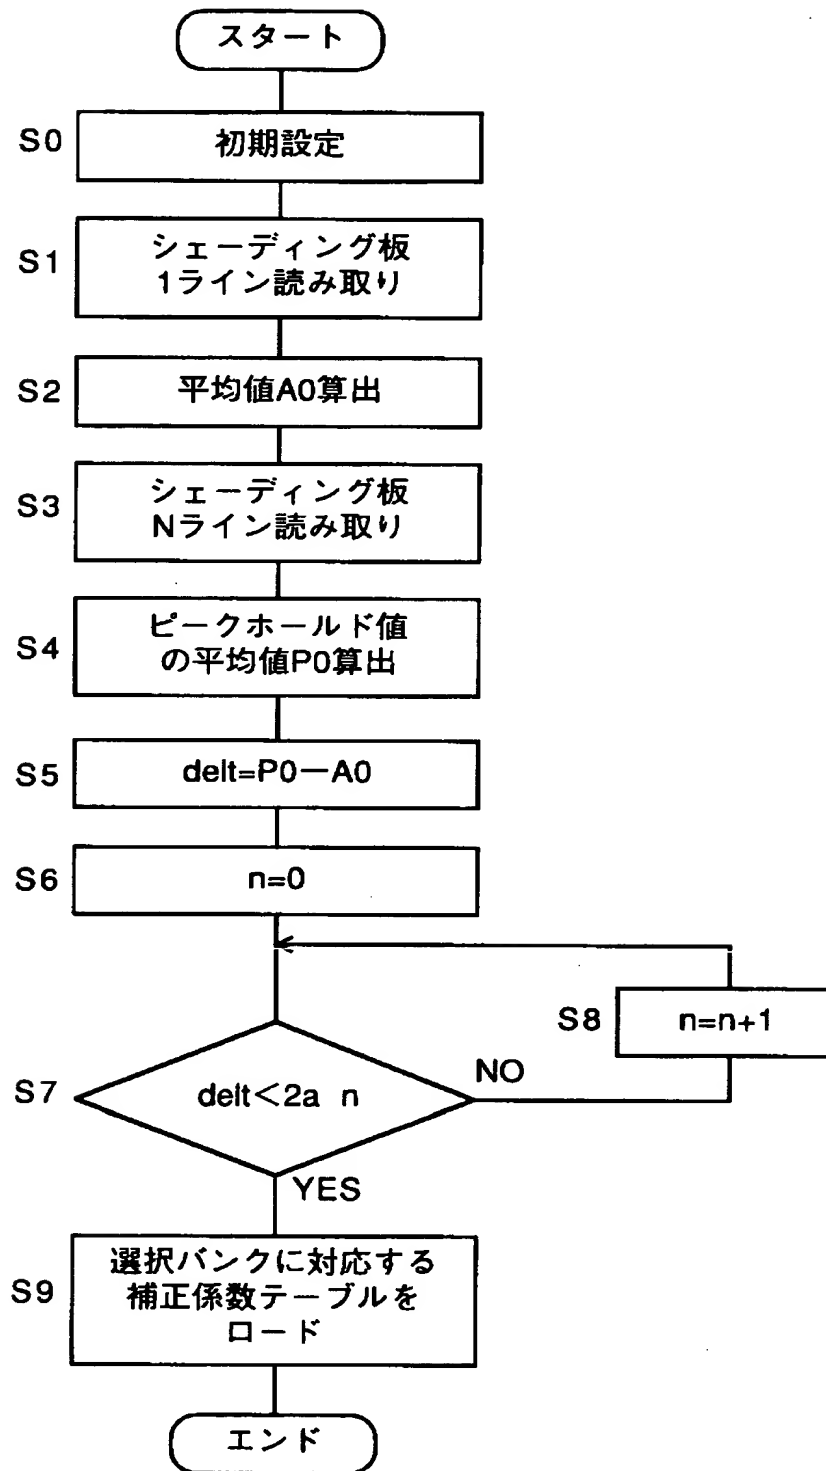 スタート
S0
初期設定
S1
シェーディング板
1ライン読み取り
S2
平均値A0算出
S3
シェーディング板
Nライン読み取り
S4
ピークホールド値
の平均値P0算出
S5
delt=P0−A0
S6
n=0
S8
n=n+1
S7
delt<2a n
NO
YES
S9
選択バンクに対応する
補正係数テーブルを
ロード
エンド